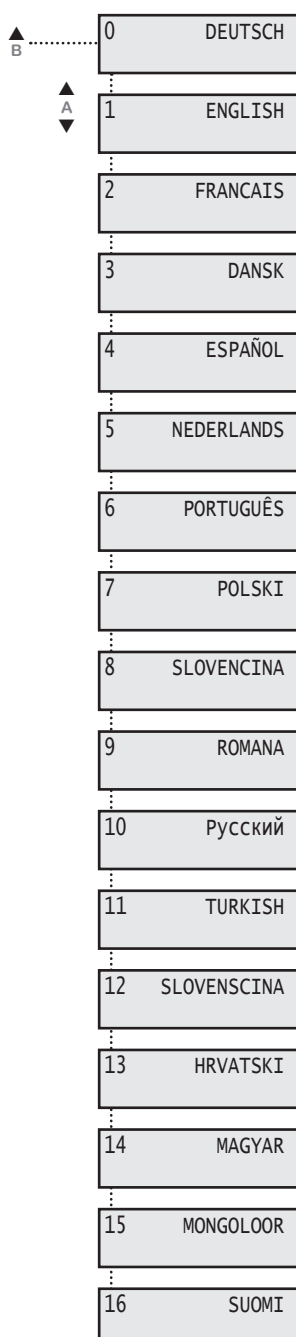 0 DEUTSCH
B
A
1 ENGLISH
2 FRANCAIS
3 DANSK
4 ESPAÑOL
5 NEDERLANDS
6 PORTUGUÊS
7 POLSKI
8 SLOVENCINA
9 ROMANA
10 Русский
11 TURKISH
12 SLOVENSCINA
13 HRVATSKI
14 MAGYAR
15 MONGOLOOR
16 SUOMI